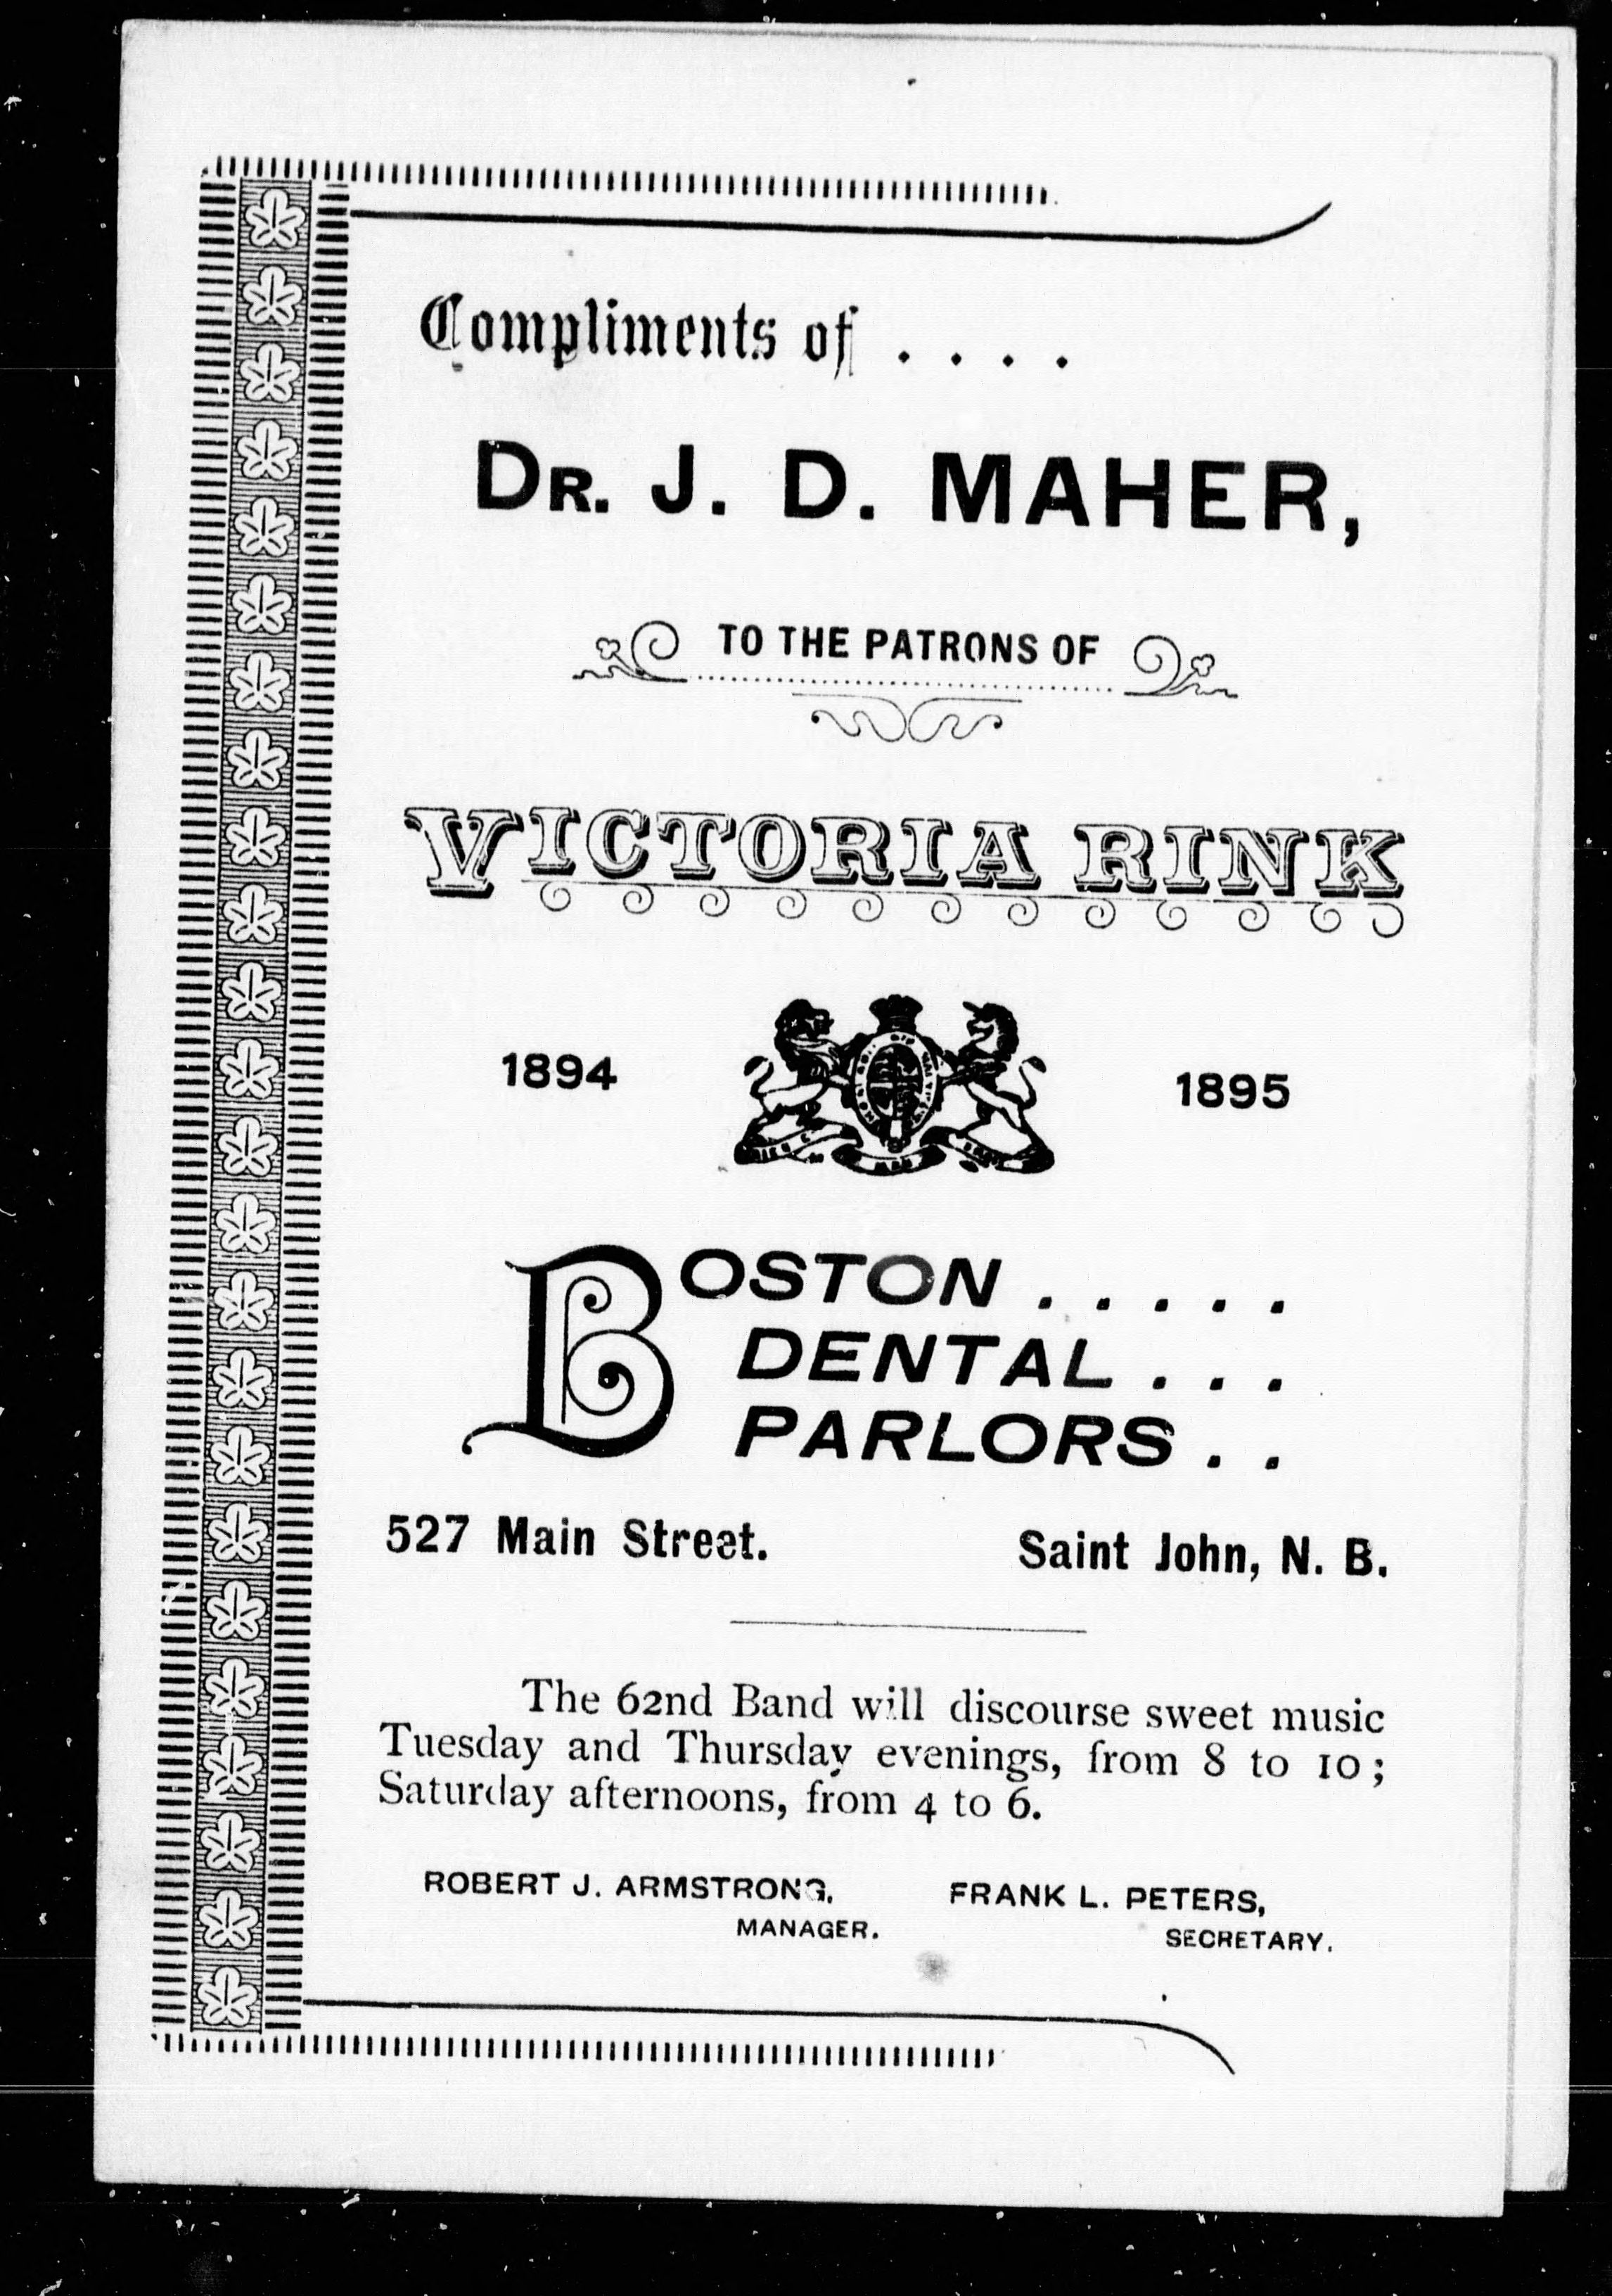 Compliments of . . . .
DR. J. D. MAHER,
TO THE PATRONS OF
VICTORIA RINK
1894
1895
BOSTON . . . . .
DENTAL . . .
PARLORS . .
527 Main Street. Saint John, N. B.
The 62nd Band will discourse sweet music
Tuesday and Thursday evenings, from 8 to 10;
Saturday afternoons, from 4 to 6.
ROBERT J. ARMSTRONG, FRANK L. PETERS,
MANAGER. SECRETARY.